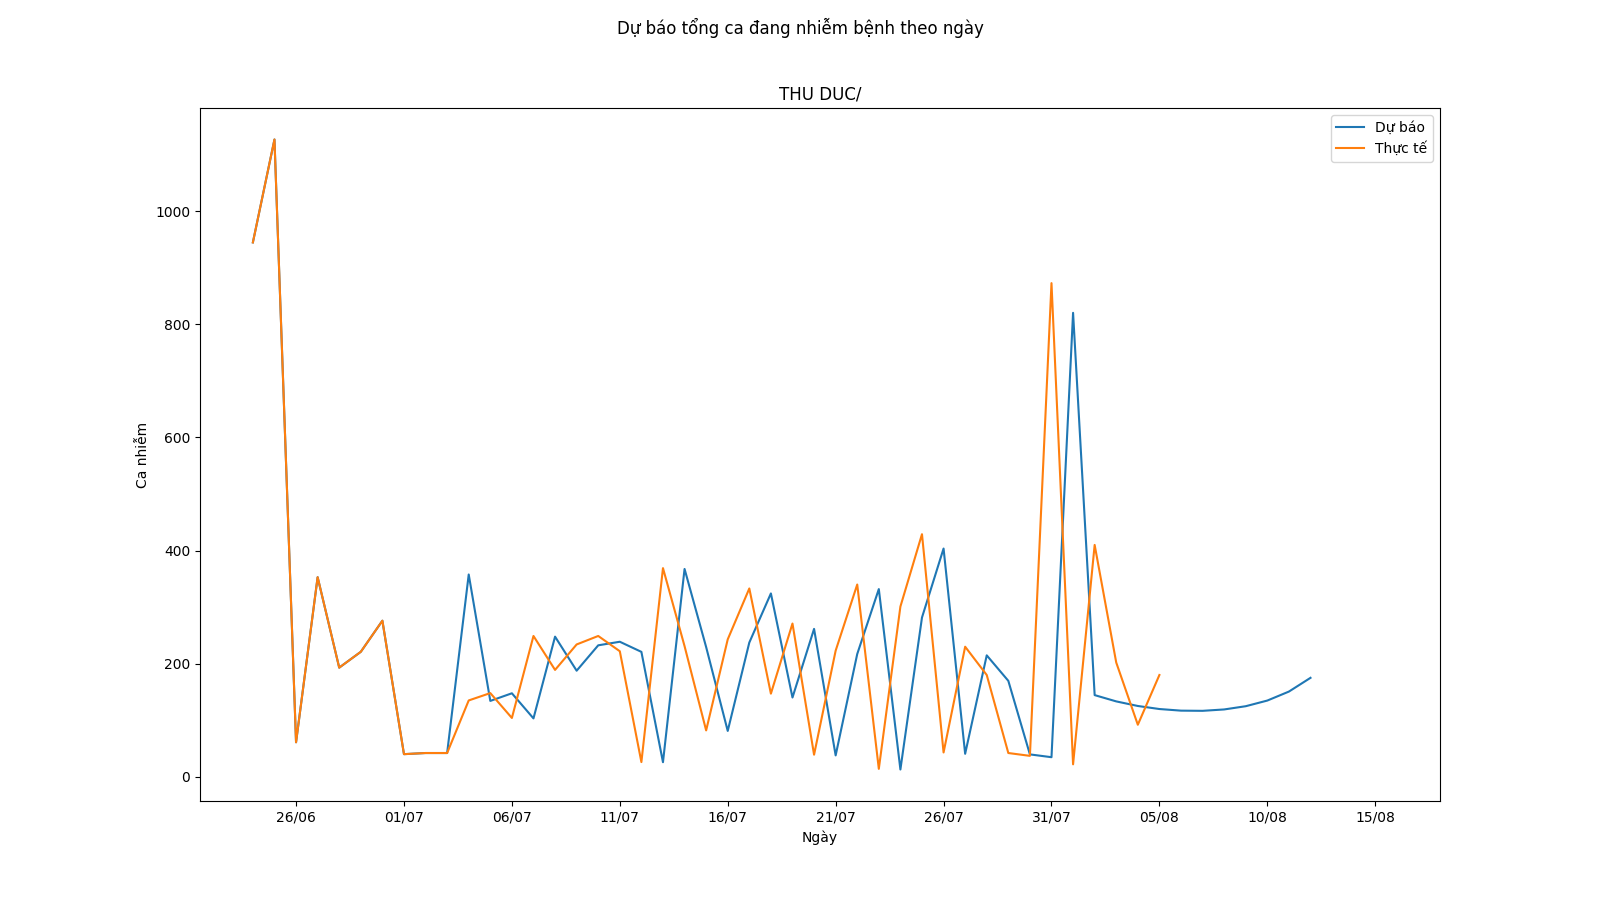 Dự báo tổng ca đang nhiễm bệnh theo ngày
THU DUC/
Dự báo
Thực tế
1000
800
600
400
200
0
Ca nhiễm
26/06 01/07 06/07 11/07 16/07 21/07 26/07 31/07 05/08 10/08 15/08
Ngày